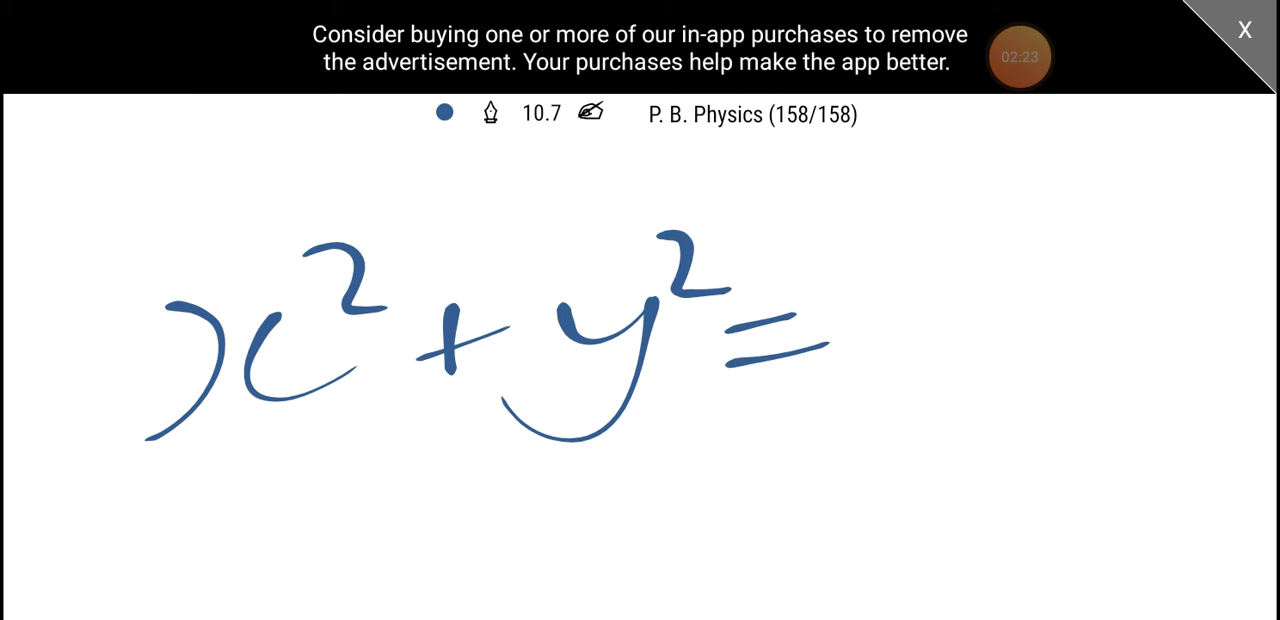 Consider buying one or more of our in-app purchases to remove
the advertisement. Your purchases help make the app better.
X
02:23
10.7 P. B. Physics (158/158)
x² + y² =